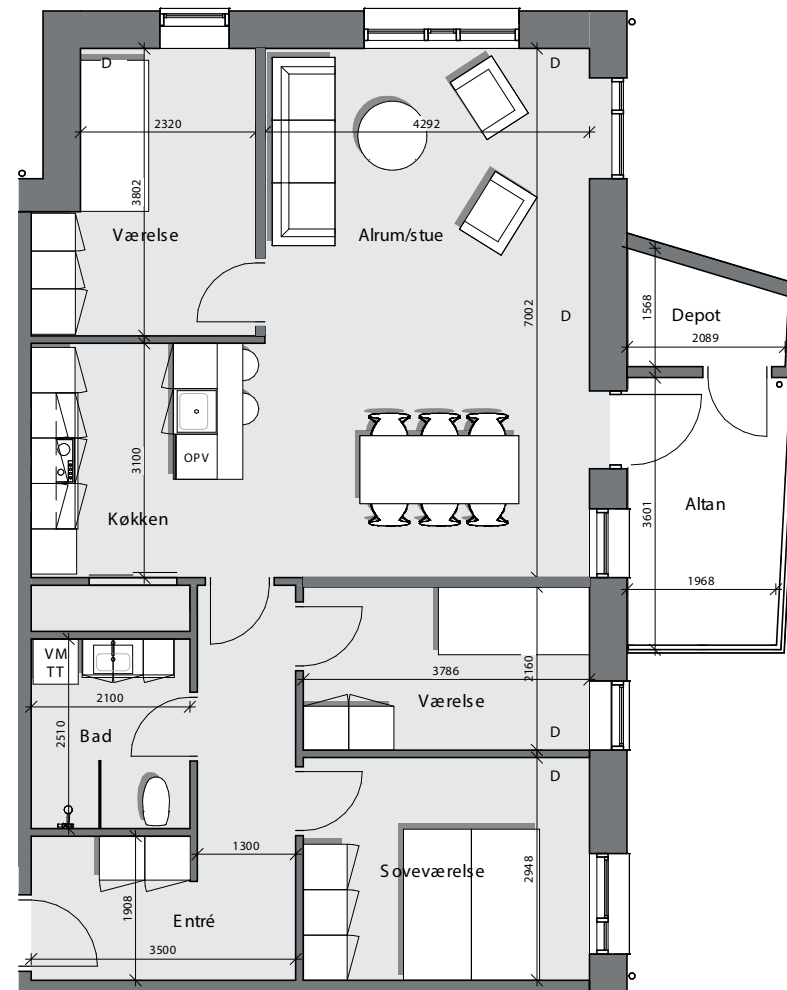 D
D
2320
4292
3802
Værelse
Alrum/stue
7002
D
1568
Depot
2089
3100
OPV
Køkken
3601
Altan
1968
VM
TT
2100
2510
Bad
3786
2160
Værelse
D
D
1300
Soveværelse
2948
1908
Entré
3500